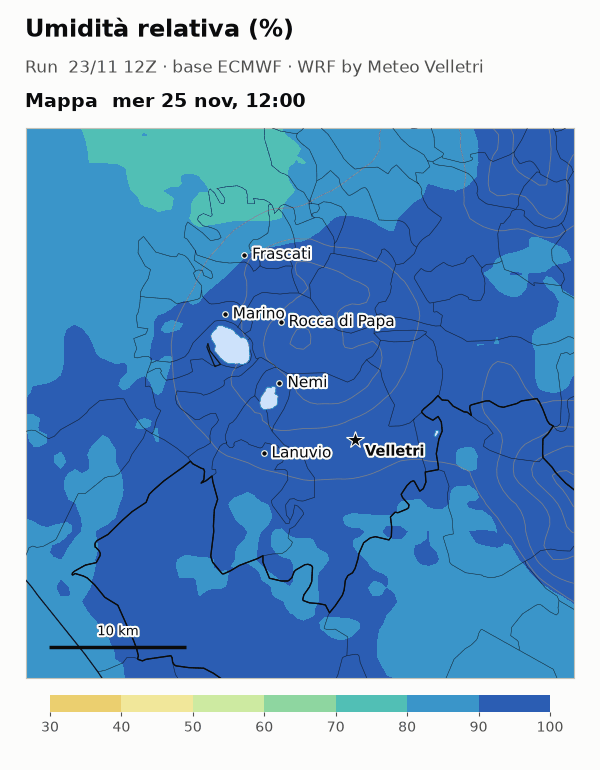 Umidità relativa (%)
Run  23/11 12Z · base ECMWF · WRF by Meteo Velletri
Mappa  mer 25 nov, 12:00
Frascati
Marino
Rocca di Papa
Nemi
Velletri
Lanuvio
10 km
30 40 50 60 70 80 90 100